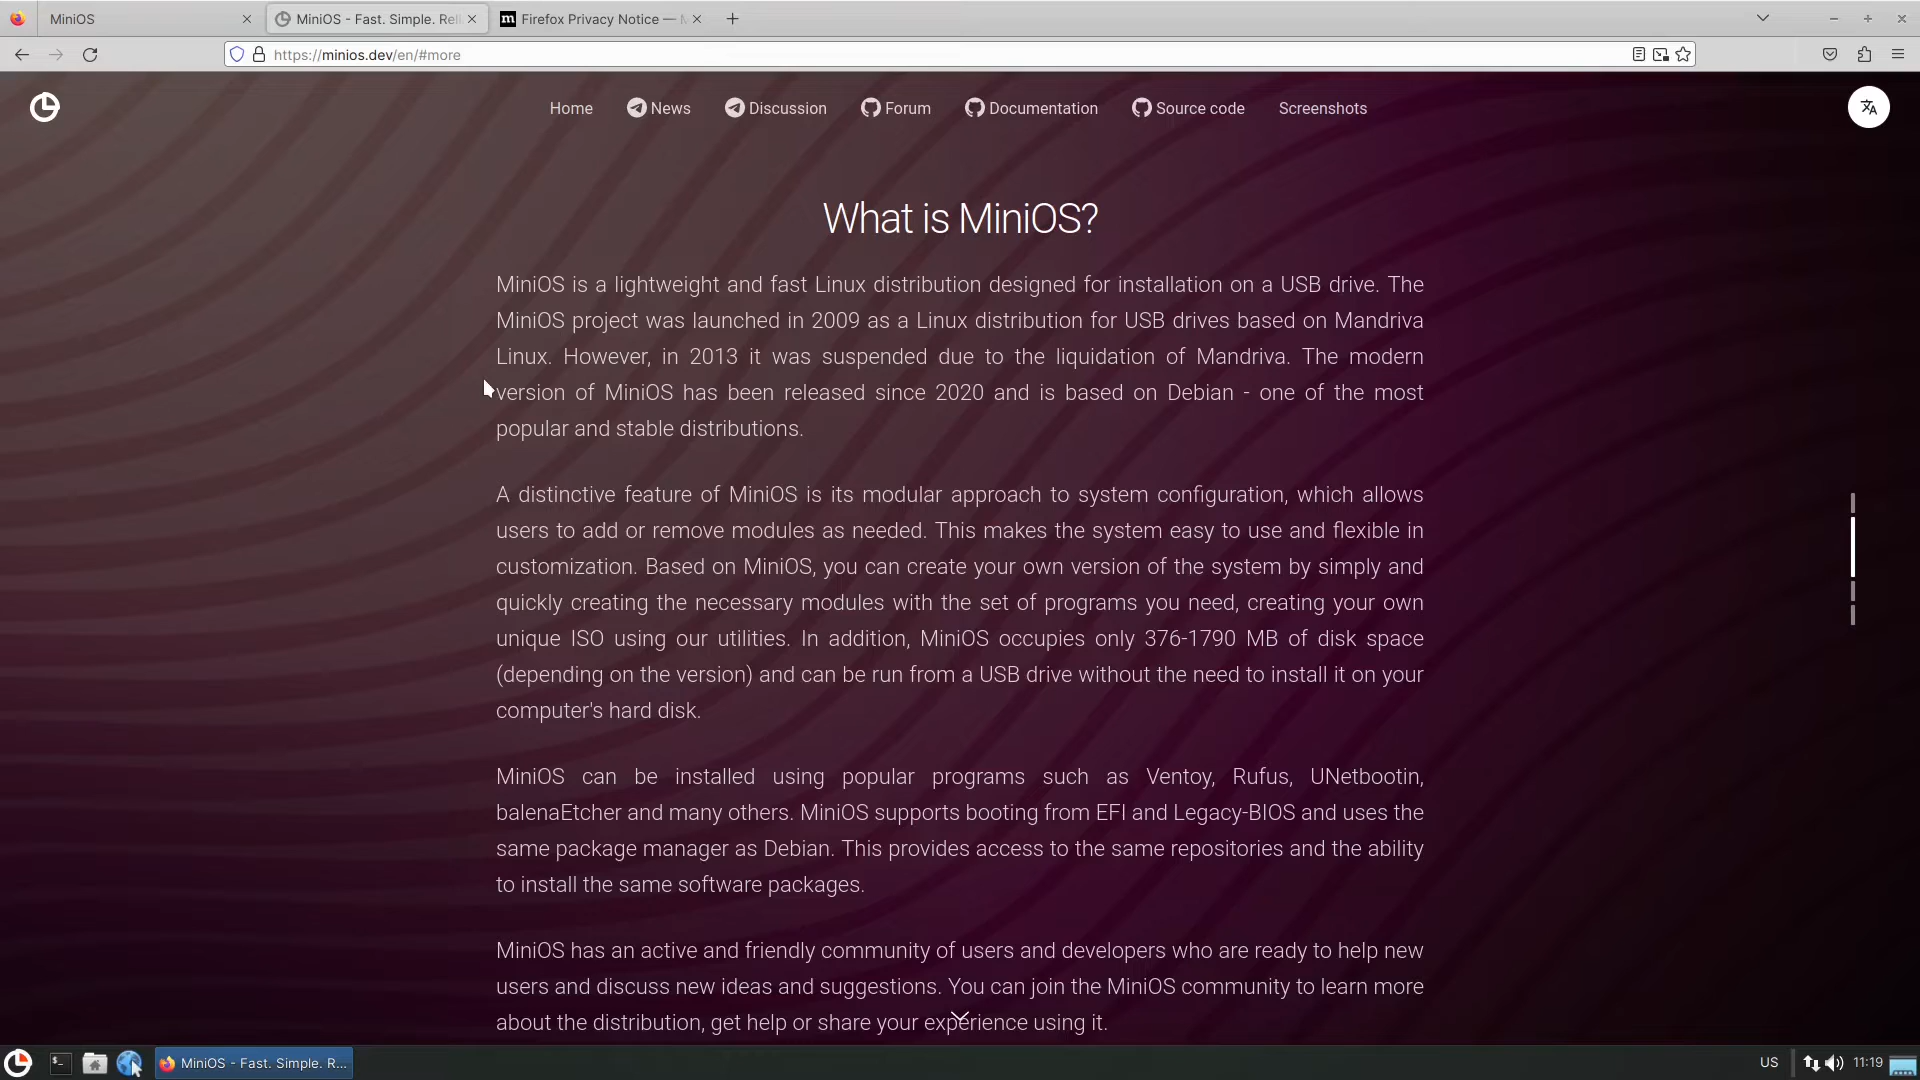 MiniOS
MiniOS - Fast. Simple. Reli
Firefox Privacy Notice —
https://minios.dev/en/#more
Home
News
Discussion
Forum
Documentation
Source code
Screenshots
What is MiniOS?
MiniOS is a lightweight and fast Linux distribution designed for installation on a USB drive. The
MiniOS project was launched in 2009 as a Linux distribution for USB drives based on Mandriva
Linux. However, in 2013 it was suspended due to the liquidation of Mandriva. The modern
version of MiniOS has been released since 2020 and is based on Debian - one of the most
popular and stable distributions.
A distinctive feature of MiniOS is its modular approach to system configuration, which allows
users to add or remove modules as needed. This makes the system easy to use and flexible in
customization. Based on MiniOS, you can create your own version of the system by simply and
quickly creating the necessary modules with the set of programs you need, creating your own
unique ISO using our utilities. In addition, MiniOS occupies only 376-1790 MB of disk space
(depending on the version) and can be run from a USB drive without the need to install it on your
computer's hard disk.
MiniOS can be installed using popular programs such as Ventoy, Rufus, UNetbootin,
balenaEtcher and many others. MiniOS supports booting from EFI and Legacy-BIOS and uses the
same package manager as Debian. This provides access to the same repositories and the ability
to install the same software packages.
MiniOS has an active and friendly community of users and developers who are ready to help new
users and discuss new ideas and suggestions. You can join the MiniOS community to learn more
about the distribution, get help or share your experience using it.
MiniOS - Fast. Simple. R...
US
11:19